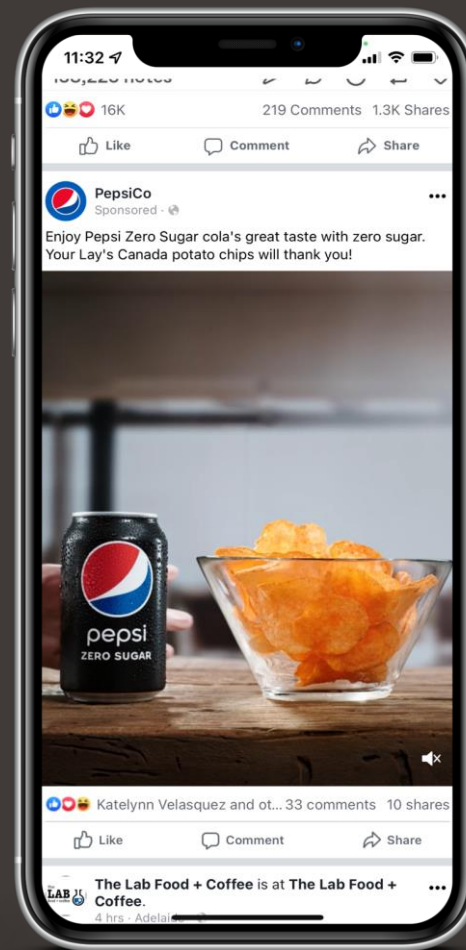 11:32
16K
219 Comments 1.3K Shares
Like Comment Share
PepsiCo
Sponsored ·
Enjoy Pepsi Zero Sugar cola's great taste with zero sugar.
Your Lay's Canada potato chips will thank you!
pepsi
ZERO SUGAR
Katelynn Velasquez and ot... 33 comments 10 shares
Like Comment Share
LAB
The Lab Food + Coffee is at The Lab Food +
Coffee.
4 hrs ·